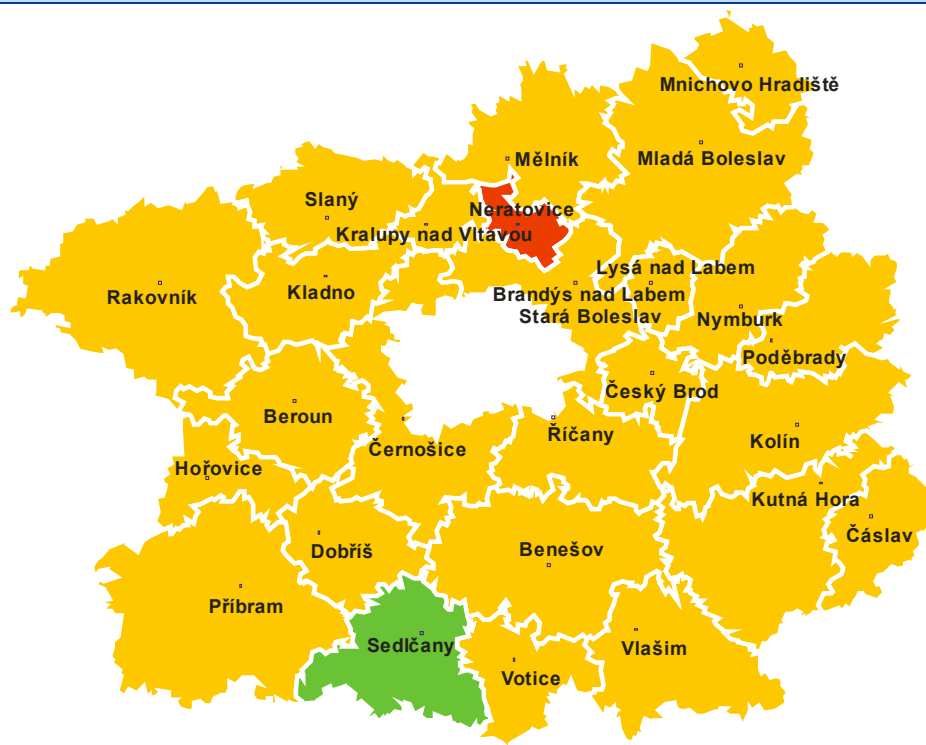 Mnichovo Hradiště
Mělník
Mladá Boleslav
Slaný
Neratovice
Kralupy nad Vltavou
Lysá nad Labem
Rakovník
Kladno
Brandýs nad Labem
Stará Boleslav
Nymburk
Poděbrady
Český Brod
Beroun
Říčany
Kolín
Černošice
Hořovice
Kutná Hora
Čáslav
Dobříš
Benešov
Příbram
Sedlčany
Vlašim
Votice